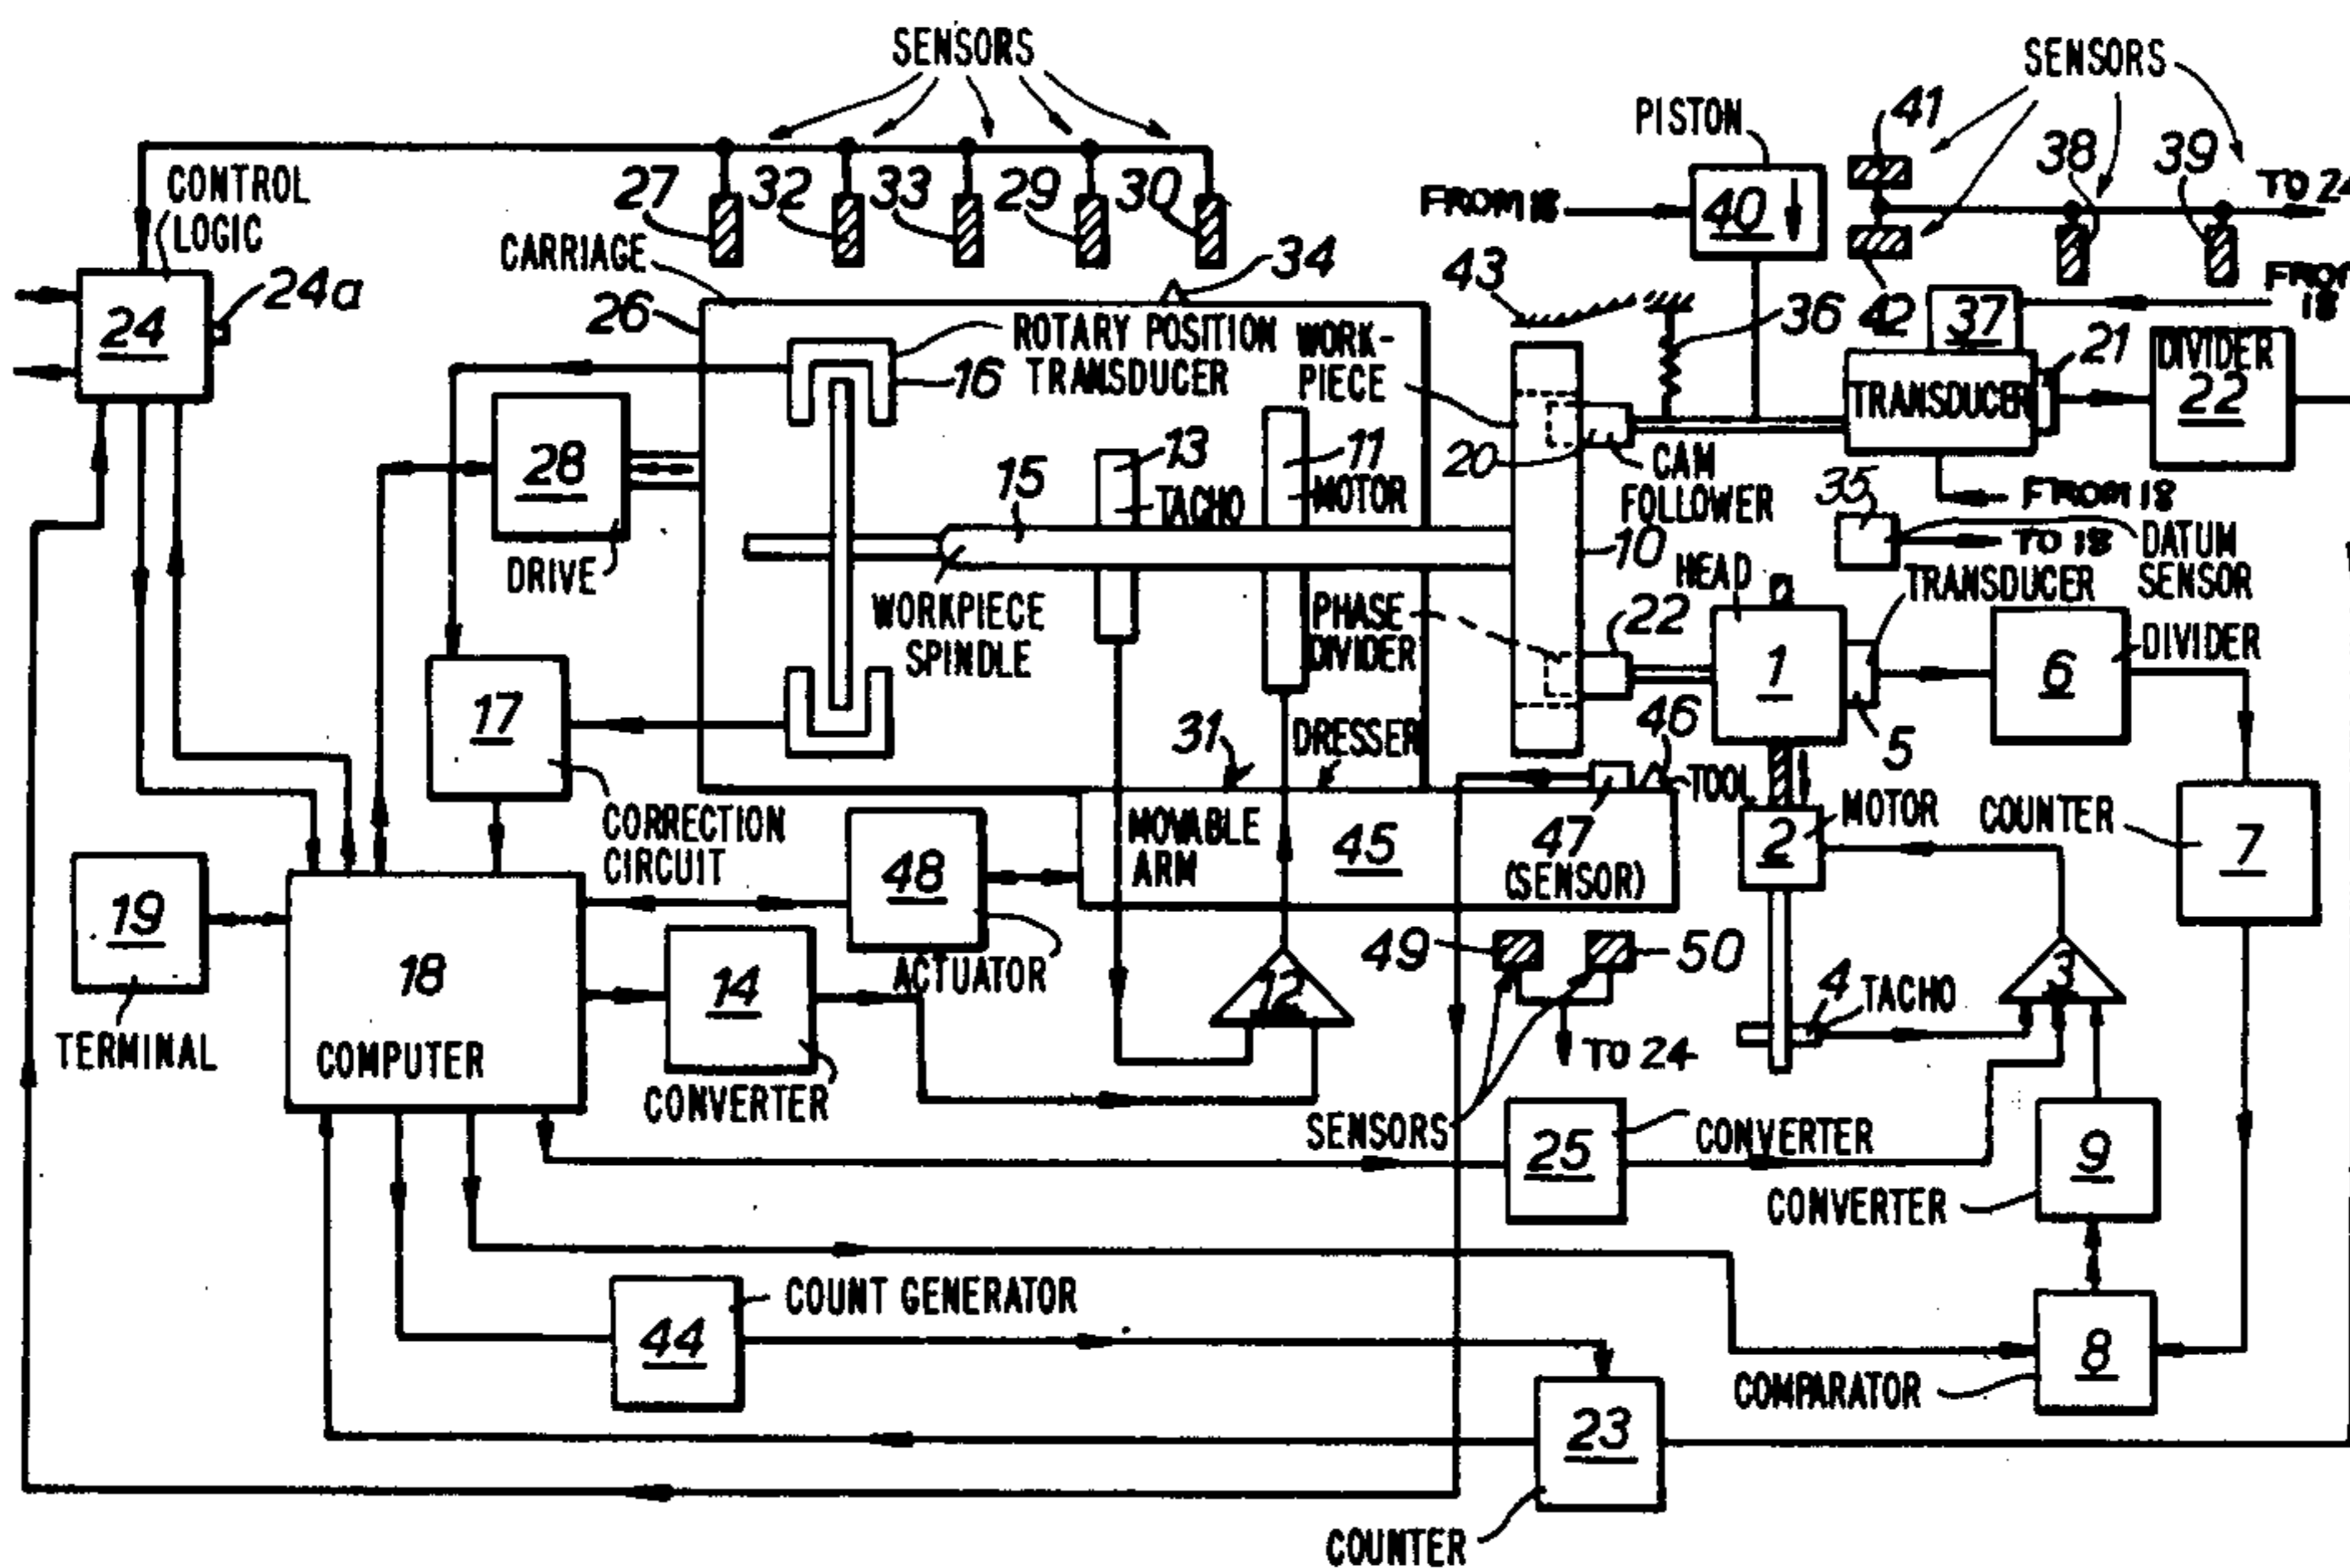 SENSORS
SENSORS
PISTON
41
38
39
TO 24
CONTROL
LOGIC
27
32
33
29
30
FROM 18
40
CARRIAGE
34
43
24a
24
26
36
42
37
FROM
18
ROTARY POSITION
TRANSDUCER
16
WORK-
PIECE
21
DIVIDER
22
TRANSDUCER
28
13
TACHO
11
MOTOR
15
20
CAM
FOLLOWER
FROM 18
35
TO 18
DATUM
SENSOR
DRIVE
10
HEAD
TRANSDUCER
WORKPIECE
SPINDLE
PHASE
DIVIDER
22
1
5
6
DIVIDER
17
31
DRESSER
46
TOOL
CORRECTION
CIRCUIT
MOVABLE
ARM
45
47
(SENSOR)
2
MOTOR
COUNTER
7
19
48
ACTUATOR
49
50
18
COMPUTER
14
12
4
TACHO
3
TERMINAL
CONVERTER
TO 24
SENSORS
25
CONVERTER
9
CONVERTER
COUNT GENERATOR
44
8
COMPARATOR
23
COUNTER